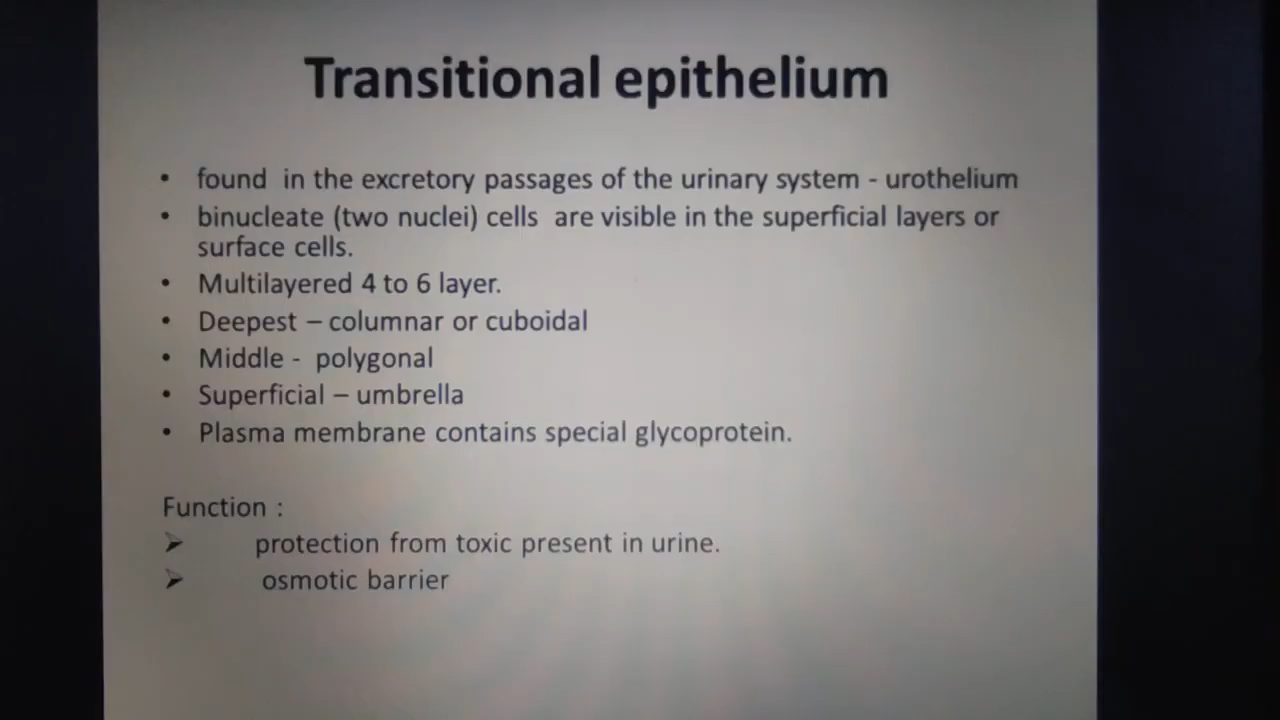 Transitional epithelium
• found in the excretory passages of the urinary system - urothelium
• binucleate (two nuclei) cells are visible in the superficial layers or
surface cells.
• Multilayered 4 to 6 layer.
• Deepest – columnar or cuboidal
• Middle - polygonal
• Superficial – umbrella
• Plasma membrane contains special glycoprotein.
Function :
➢ protection from toxic present in urine.
➢ osmotic barrier